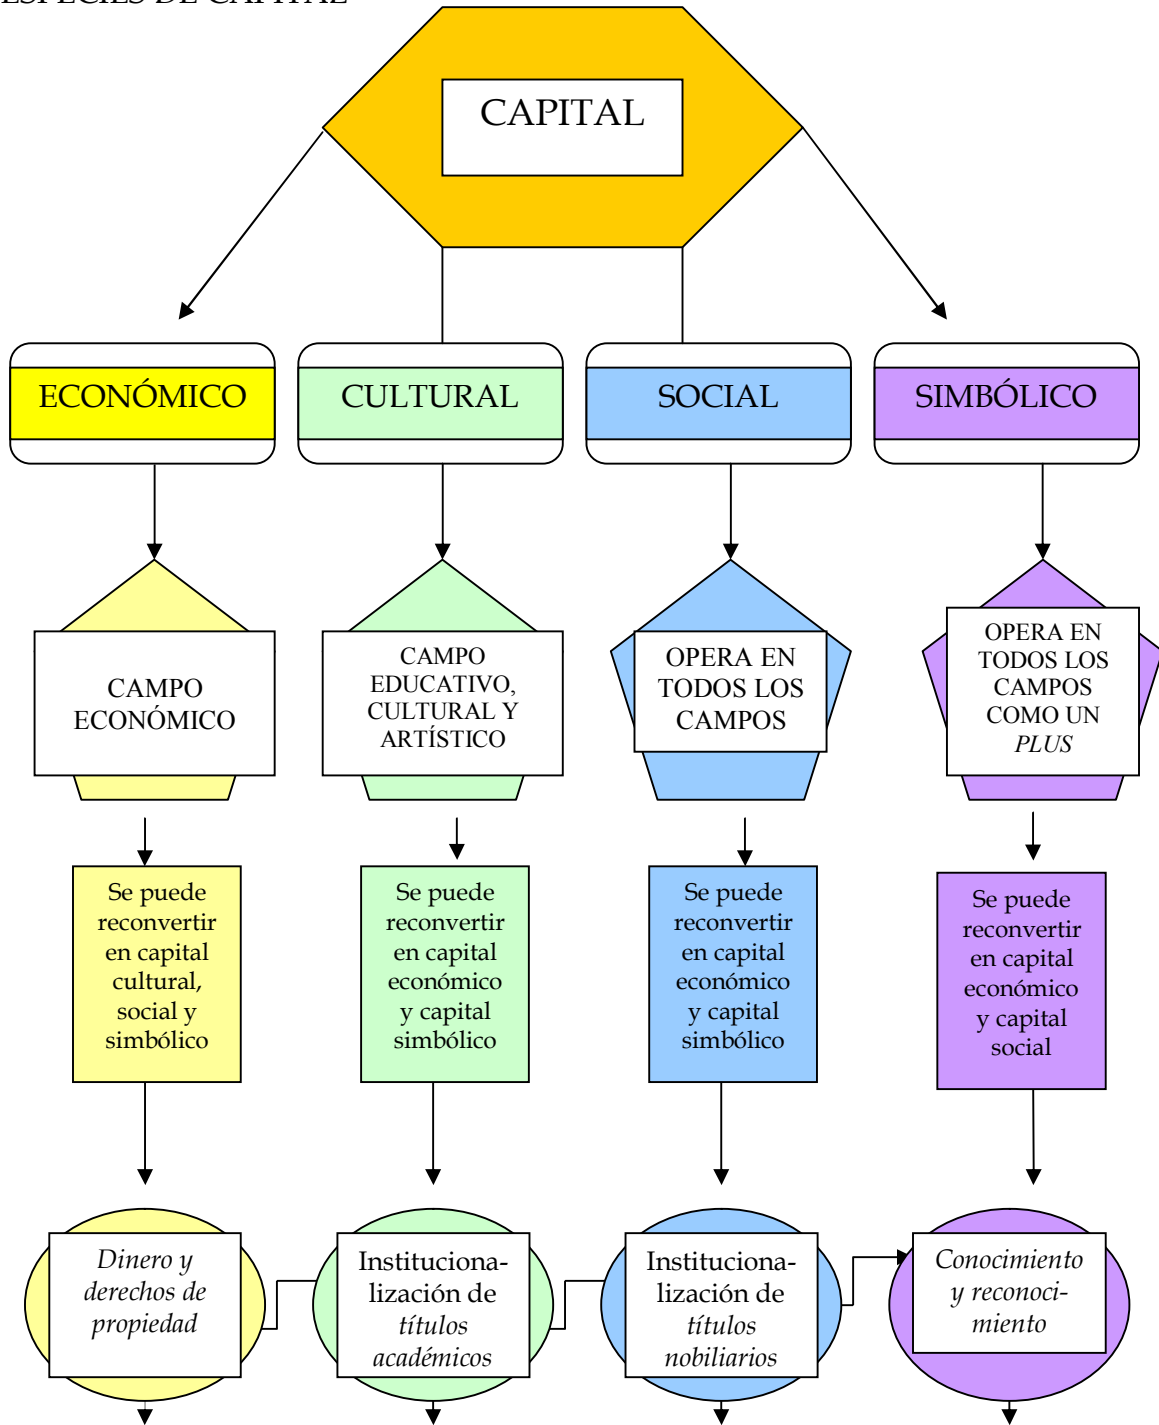 ESPECIES DE CAPITAL
CAPITAL
ECONÓMICO
CULTURAL
SOCIAL
SIMBÓLICO
CAMPO
ECONÓMICO
CAMPO
EDUCATIVO,
CULTURAL Y
ARTÍSTICO
OPERA EN
TODOS LOS
CAMPOS
OPERA EN
TODOS LOS
CAMPOS
COMO UN
PLUS
Se puede
reconvertir
en capital
cultural,
social y
simbólico
Se puede
reconvertir
en capital
económico
y capital
simbólico
Se puede
reconvertir
en capital
económico
y capital
simbólico
Se puede
reconvertir
en capital
económico
y capital
social
Dinero y
derechos de
propiedad
Instituciona-
lización de
títulos
académicos
Instituciona-
lización de
títulos
nobiliarios
Conocimiento
y reconoci-
miento